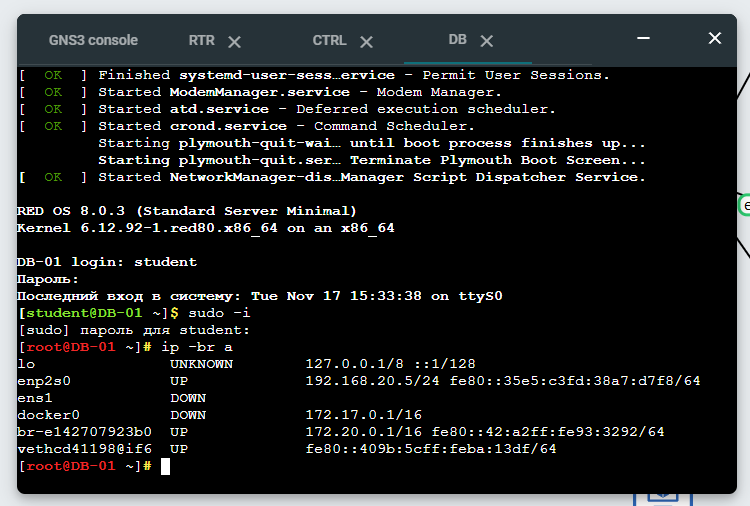 GNS3 console RTR CTRL DB
[  OK  ] Finished systemd-user-sess…ervice - Permit User Sessions.
[  OK  ] Started ModemManager.service - Modem Manager.
[  OK  ] Started atd.service - Deferred execution scheduler.
[  OK  ] Started crond.service - Command Scheduler.
Starting plymouth-quit-wai… until boot process finishes up...
Starting plymouth-quit.ser… Terminate Plymouth Boot Screen...
[  OK  ] Started NetworkManager-dis…Manager Script Dispatcher Service.
RED OS 8.0.3 (Standard Server Minimal)
Kernel 6.12.92-1.red80.x86_64 on an x86_64
DB-01 login: student
Пароль:
Последний вход в систему: Tue Nov 17 15:33:38 on ttyS0
[student@DB-01 ~]$ sudo -i
[sudo] пароль для student:
[root@DB-01 ~]# ip -br a
lo UNKNOWN 127.0.0.1/8 ::1/128
enp2s0 UP 192.168.20.5/24 fe80::35e5:c3fd:38a7:d7f8/64
ens1 DOWN
docker0 DOWN 172.17.0.1/16
br-e142707923b0 UP 172.20.0.1/16 fe80::42:a2ff:fe93:3292/64
vethcd41198@if6 UP fe80::409b:5cff:feba:13df/64
[root@DB-01 ~]#
e